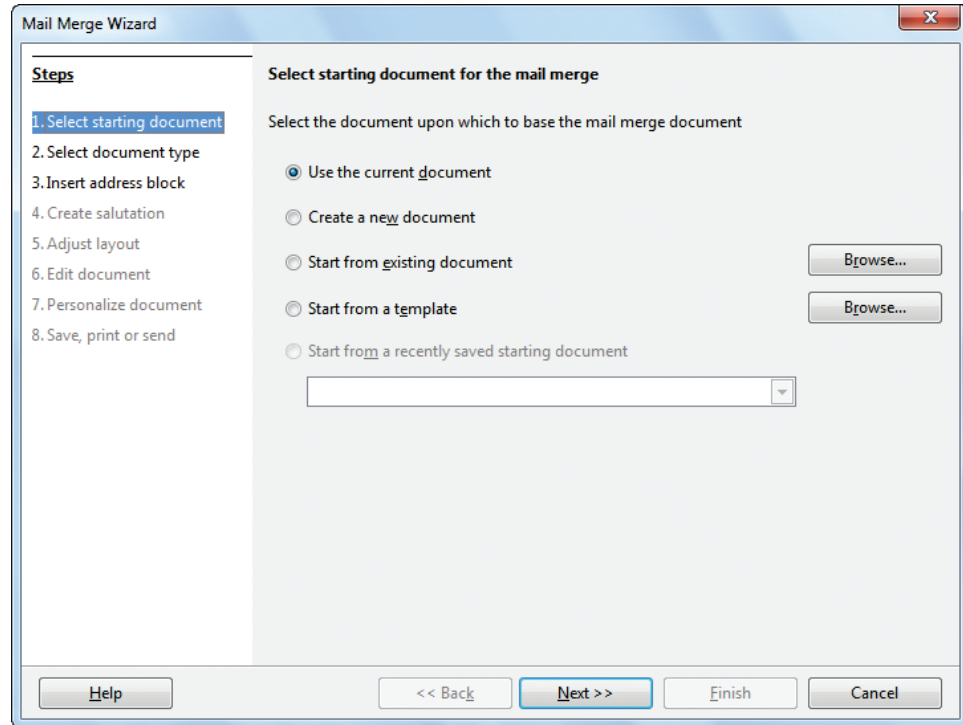 Mail Merge Wizard
Steps
1. Select starting document
2. Select document type
3. Insert address block
4. Create salutation
5. Adjust layout
6. Edit document
7. Personalize document
8. Save, print or send
Select starting document for the mail merge
Select the document upon which to base the mail merge document
Use the current document
Create a new document
Start from existing document
Browse...
Start from a template
Browse...
Start from a recently saved starting document
Help
<< Back
Next >>
Finish
Cancel